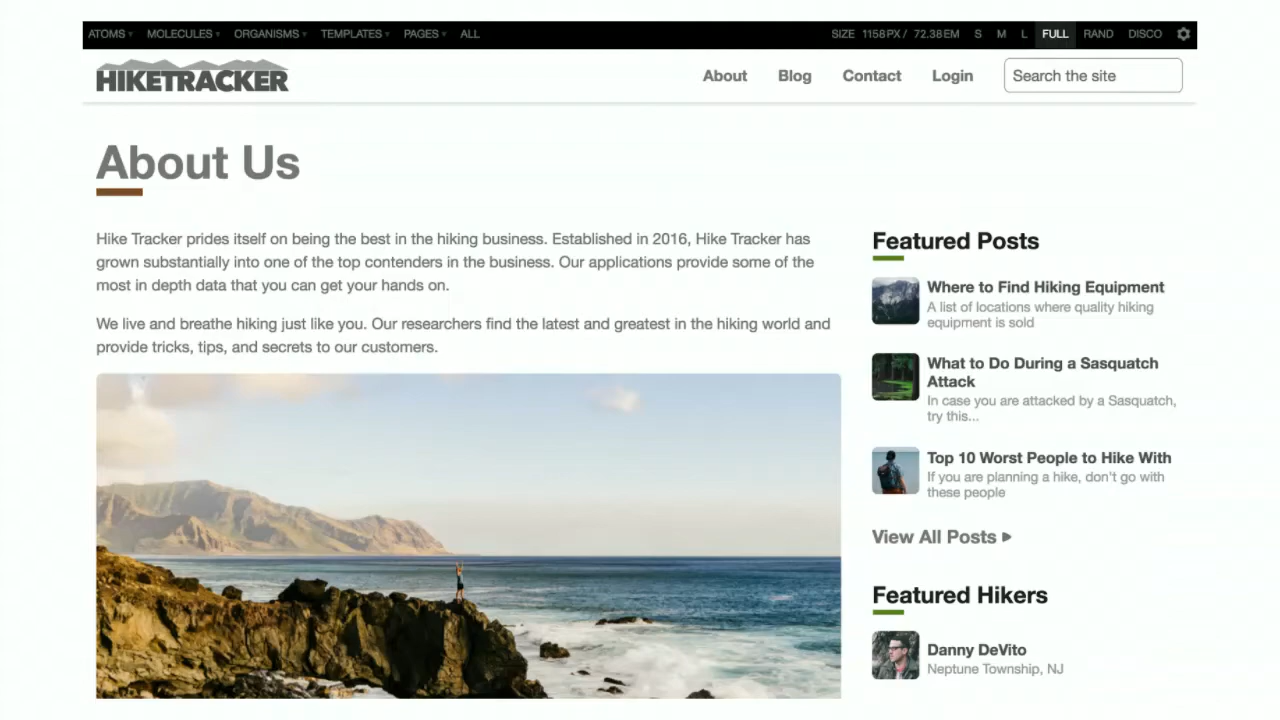 ATOMS MOLECULES ORGANISMS TEMPLATES PAGES ALL SIZE 1158PX / 72.38EM S M L FULL RAND DISCO
HIKETRACKER About Blog Contact Login Search the site
About Us
Hike Tracker prides itself on being the best in the hiking business. Established in 2016, Hike Tracker has
grown substantially into one of the top contenders in the business. Our applications provide some of the
most in depth data that you can get your hands on.
We live and breathe hiking just like you. Our researchers find the latest and greatest in the hiking world and
provide tricks, tips, and secrets to our customers.
Featured Posts
Where to Find Hiking Equipment
A list of locations where quality hiking
equipment is sold
What to Do During a Sasquatch
Attack
In case you are attacked by a Sasquatch,
try this...
Top 10 Worst People to Hike With
If you are planning a hike, don't go with
these people
View All Posts
Featured Hikers
Danny DeVito
Neptune Township, NJ